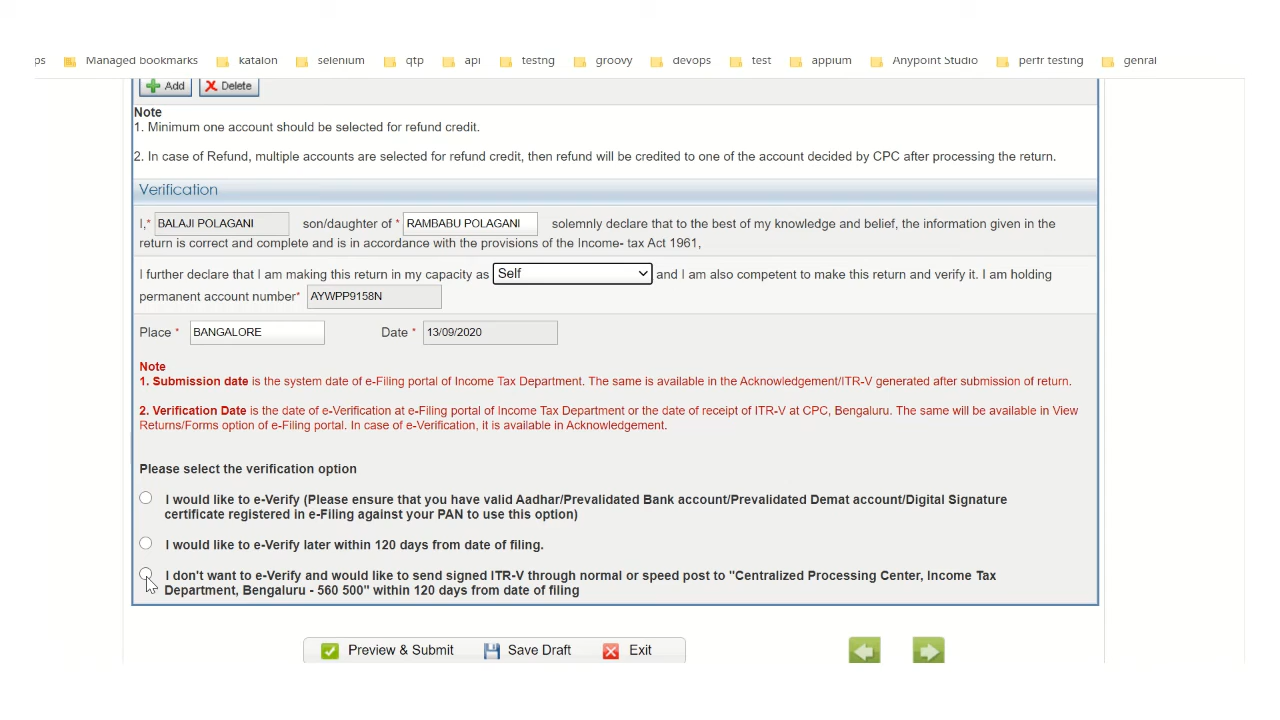 ps Managed bookmarks katalon selenium qtp api testng groovy devops test appium Anypoint Studio perfr testing genral
Add Delete
Note
1. Minimum one account should be selected for refund credit.
2. In case of Refund, multiple accounts are selected for refund credit, then refund will be credited to one of the account decided by CPC after processing the return.
Verification
I,* BALAJI POLAGANI son/daughter of * RAMBABU POLAGANI solemnly declare that to the best of my knowledge and belief, the information given in the
return is correct and complete and is in accordance with the provisions of the Income- tax Act 1961,
I further declare that I am making this return in my capacity as Self and I am also competent to make this return and verify it. I am holding
permanent account number* AYWPP9158N
Place * BANGALORE Date * 13/09/2020
Note
1. Submission date is the system date of e-Filing portal of Income Tax Department. The same is available in the Acknowledgement/ITR-V generated after submission of return.
2. Verification Date is the date of e-Verification at e-Filing portal of Income Tax Department or the date of receipt of ITR-V at CPC, Bengaluru. The same will be available in View
Returns/Forms option of e-Filing portal. In case of e-Verification, it is available in Acknowledgement.
Please select the verification option
I would like to e-Verify (Please ensure that you have valid Aadhar/Prevalidated Bank account/Prevalidated Demat account/Digital Signature
certificate registered in e-Filing against your PAN to use this option)
I would like to e-Verify later within 120 days from date of filing.
I don't want to e-Verify and would like to send signed ITR-V through normal or speed post to "Centralized Processing Center, Income Tax
Department, Bengaluru - 560 500" within 120 days from date of filing
Preview & Submit Save Draft Exit